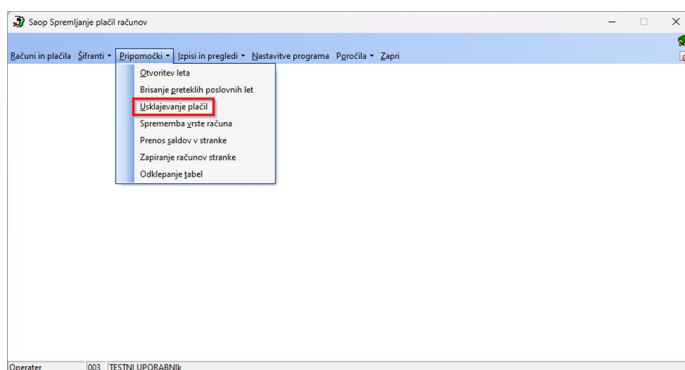 Saop Spremljanje plačil računov
Računi in plačila Šifranti Pripomočki Izpisi in pregledi Nastavitve programa Poročila Zapri
Otvoritev leta
Brisanje preteklih poslovnih let
Usklajevanje plačil
Sprememba vrste računa
Prenos saldov v stranke
Zapiranje računov stranke
Odklepanje tabel
Operater 003 TESTNI UPORABNIk